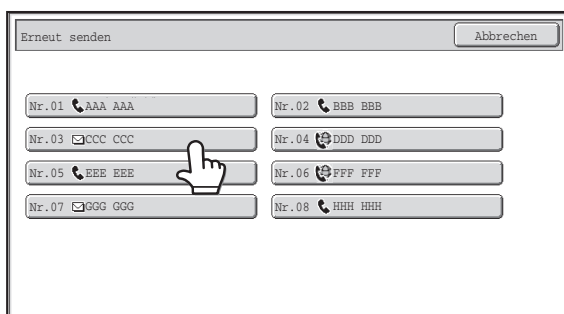 Erneut senden
Abbrechen
Nr.01 AAA AAA
Nr.02 BBB BBB
Nr.03 CCC CCC
Nr.04 DDD DDD
Nr.05 EEE EEE
Nr.06 FFF FFF
Nr.07 GGG GGG
Nr.08 HHH HHH